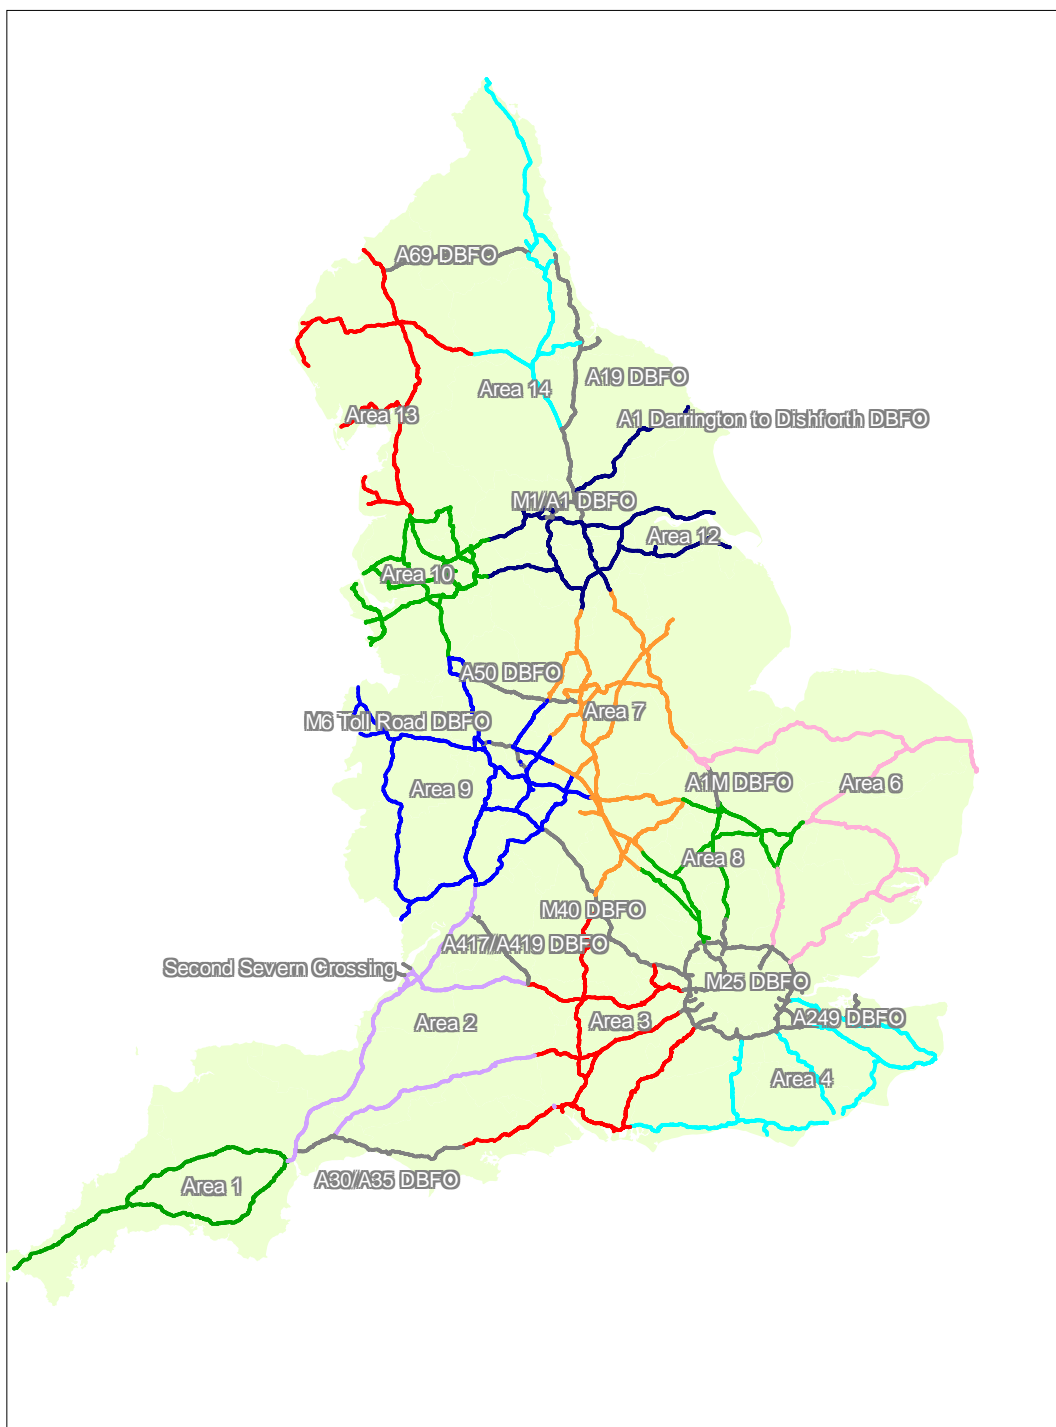 A69 DBFO
A19 DBFO
Area 14
Area 13
A1 Darrington to Dishforth DBFO
M1/A1 DBFO
Area 12
Area 10
A50 DBFO
Area 7
M6 Toll Road DBFO
A1M DBFO
Area 6
Area 9
Area 8
M40 DBFO
A417/A419 DBFO
Second Severn Crossing
M25 DBFO
A249 DBFO
Area 2
Area 3
Area 4
A30/A35 DBFO
Area 1